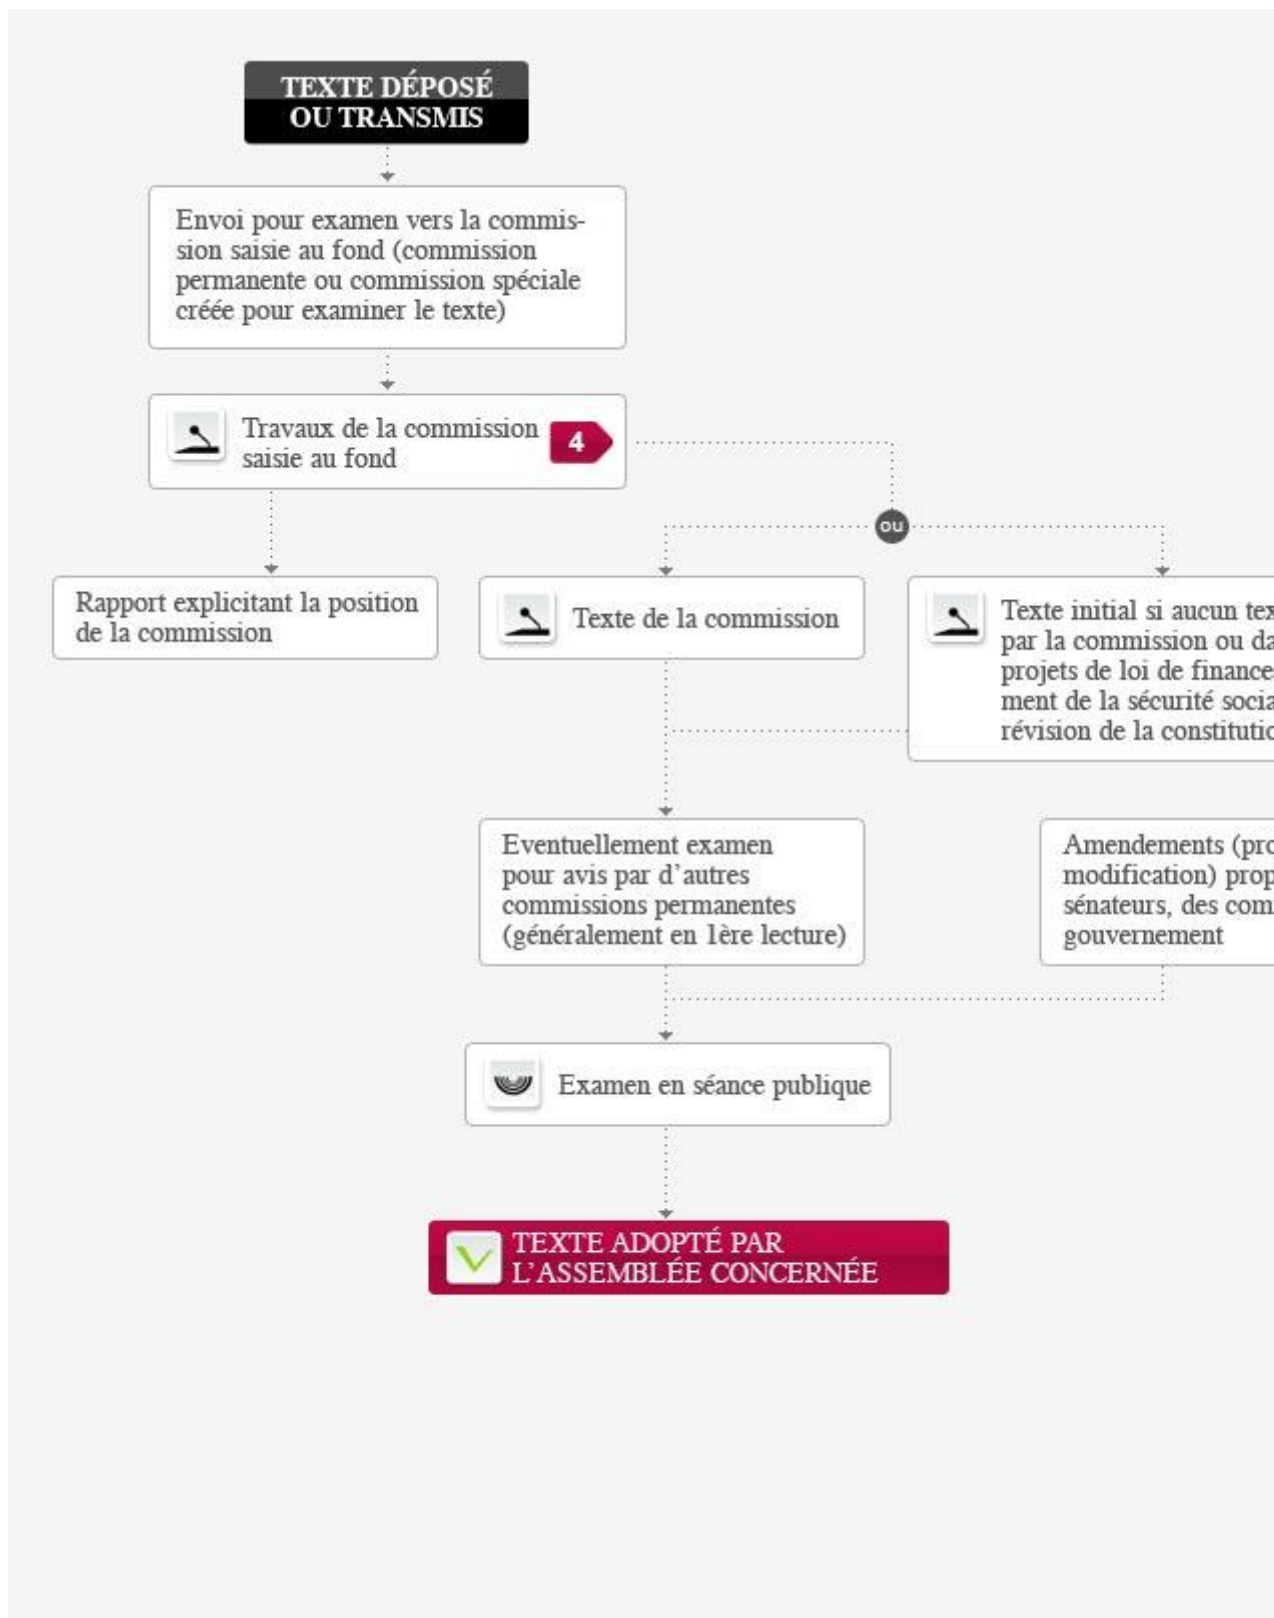 TEXTE DÉPOSÉ
OU TRANSMIS
Envoi pour examen vers la commis-
sion saisie au fond (commission
permanente ou commission spéciale
créée pour examiner le texte)
Travaux de la commission
saisie au fond
4
ou
Rapport explicitant la position
de la commission
Texte de la commission
Texte initial si aucun
par la commission ou
projets de loi de
ment de la sécurité
révision de la
Eventuellement examen
pour avis par d’autres
commissions permanentes
(généralement en 1ère lecture)
Amendements
modification)
sénateurs, des
gouvernement
Examen en séance publique
TEXTE ADOPTÉ PAR
L’ASSEMBLÉE CONCERNÉE